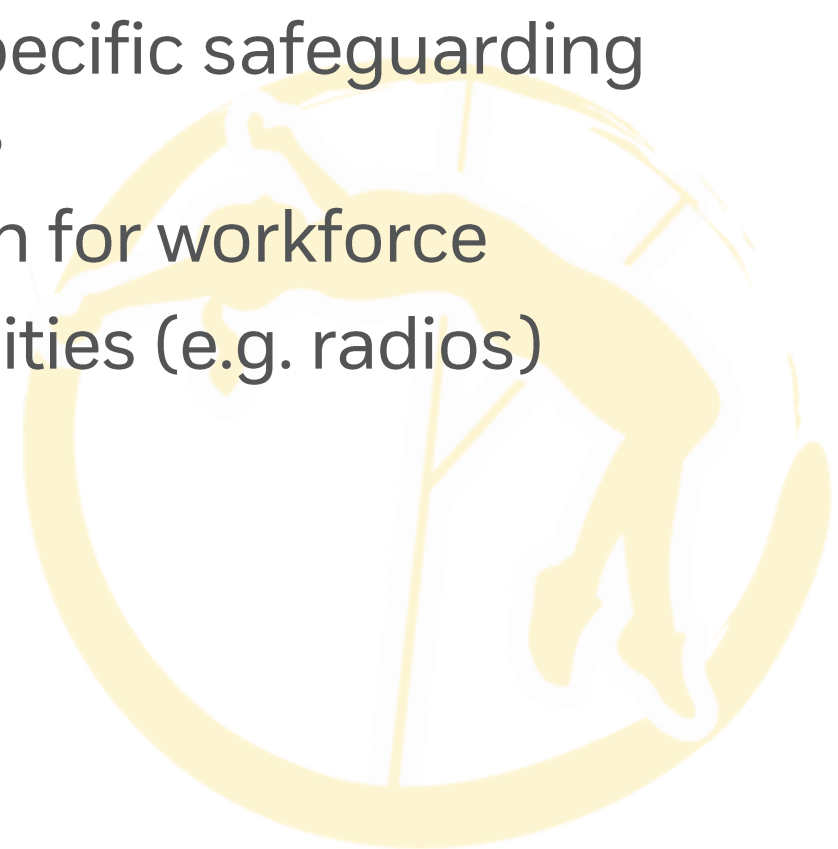 pecific safeguarding
n for workforce
ities (e.g. radios)